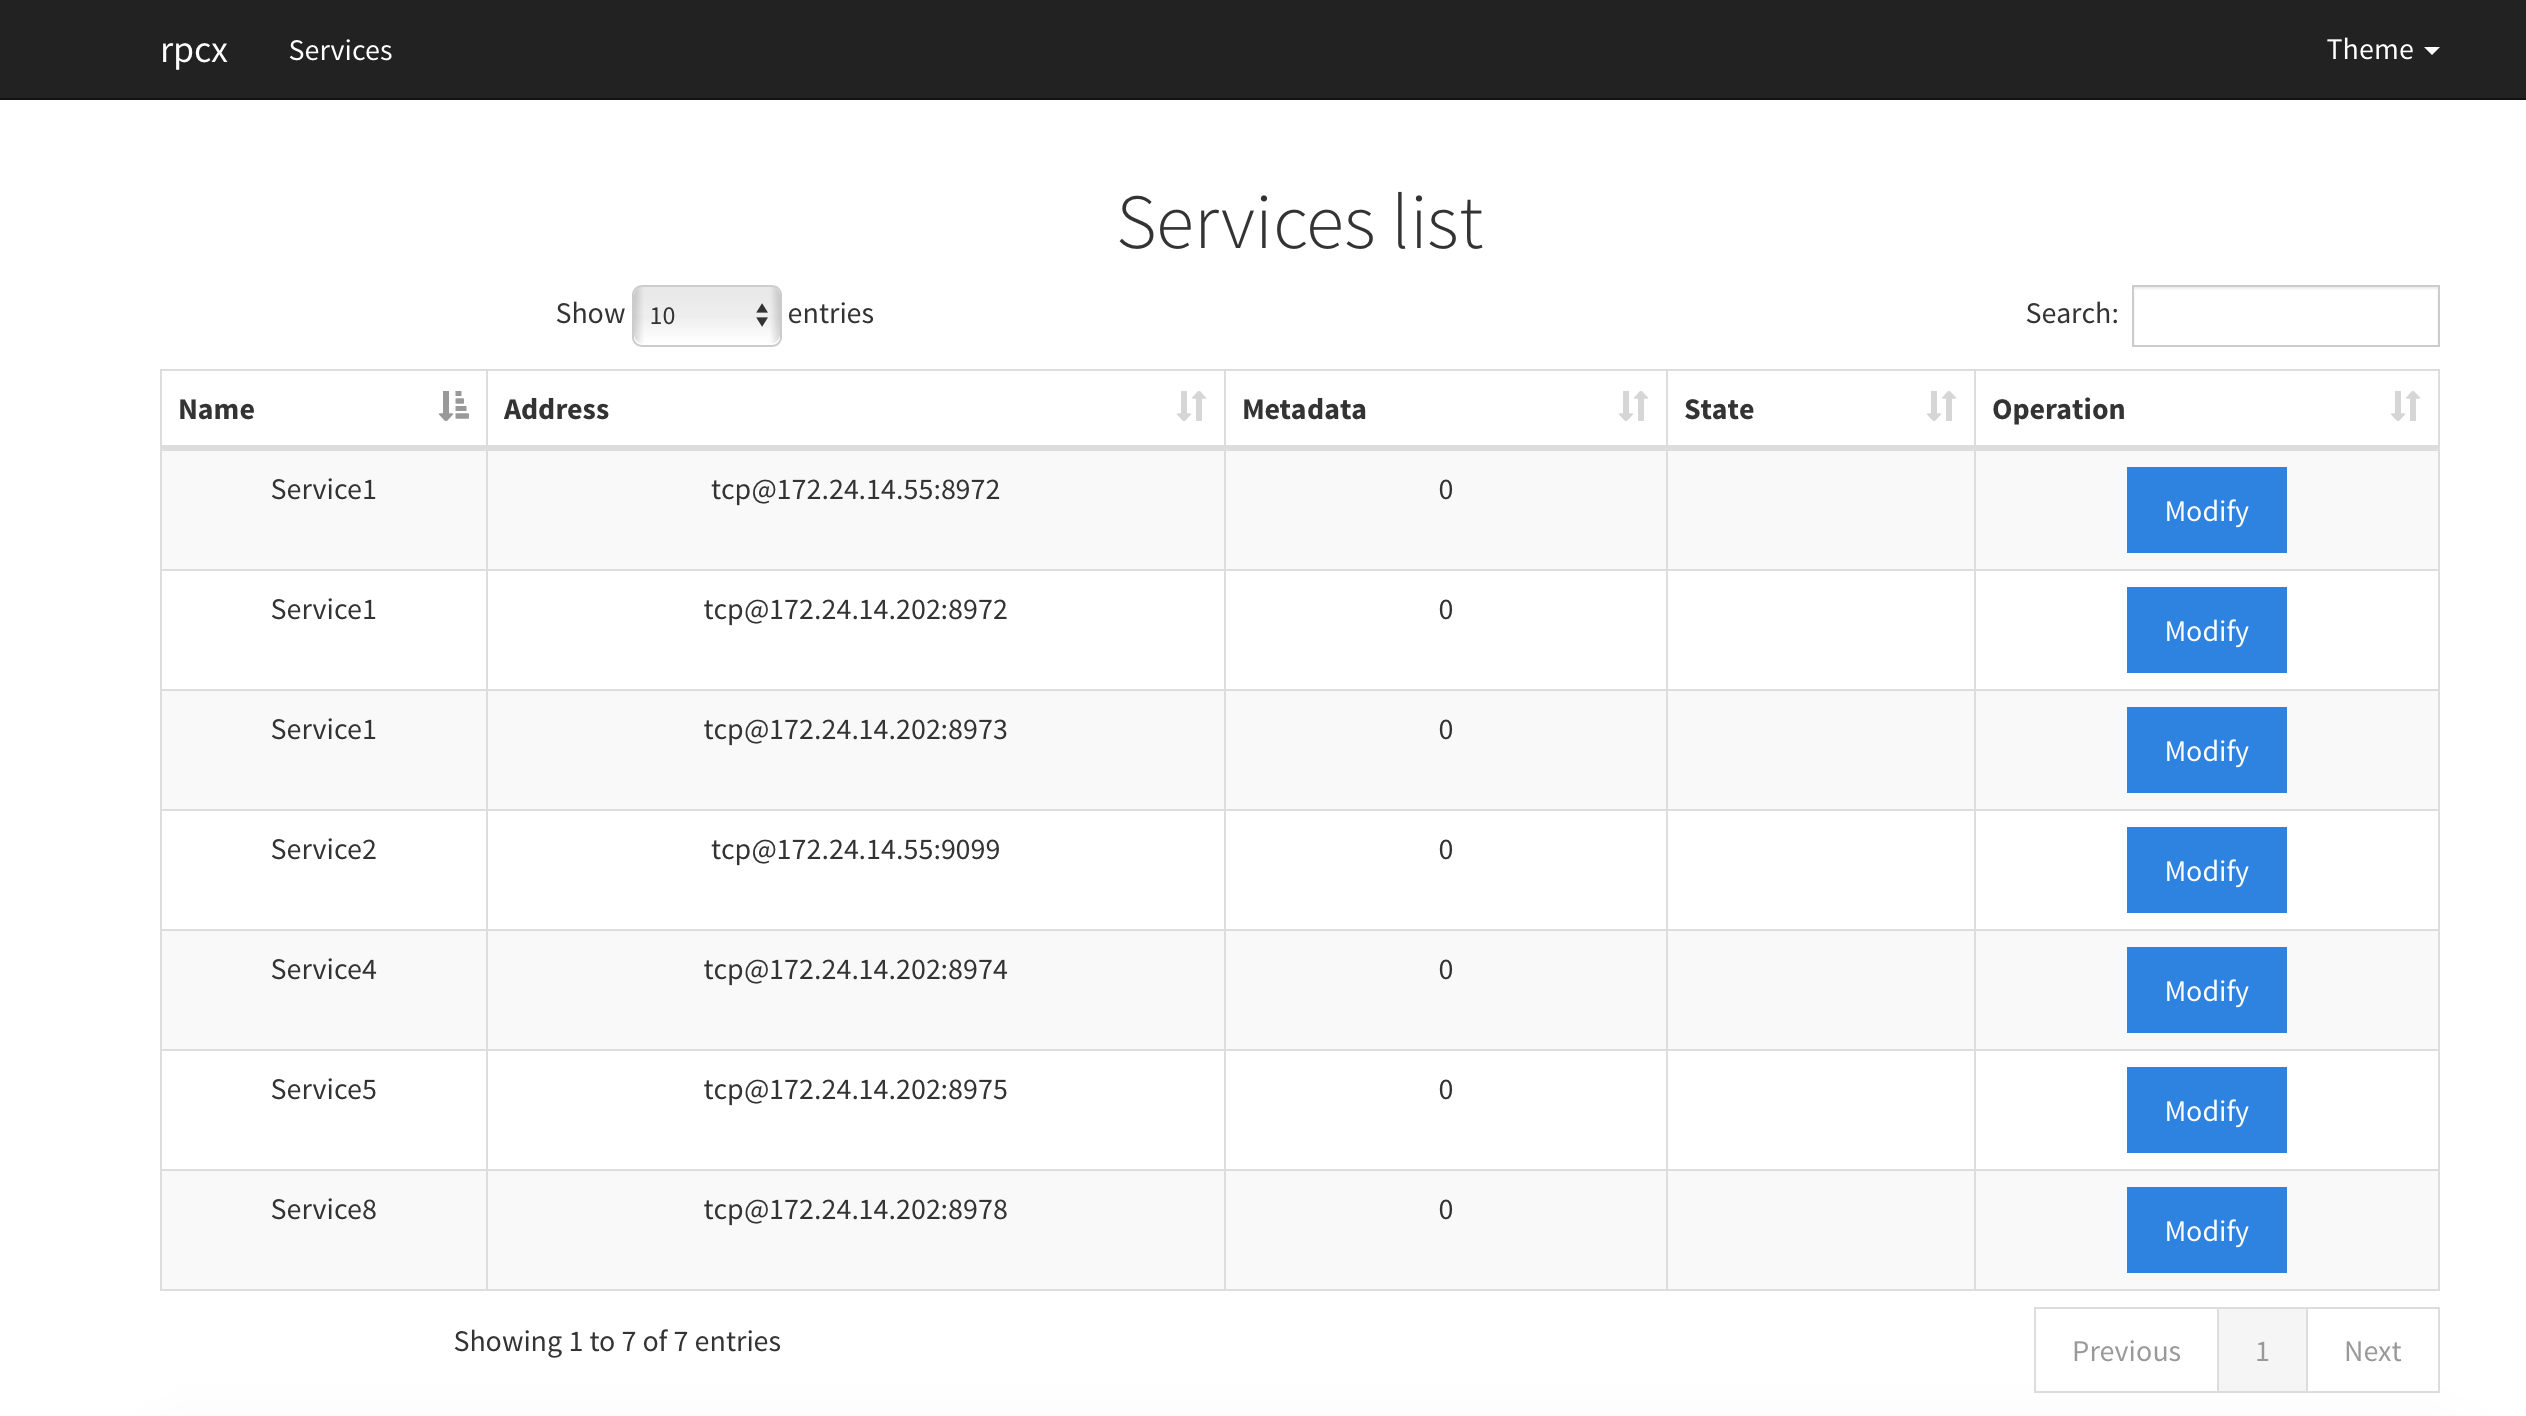 rpcx Services Theme
Services list
Show 10 entries Search:
Name Address Metadata State Operation
Service1 tcp@172.24.14.55:8972 0 Modify
Service1 tcp@172.24.14.202:8972 0 Modify
Service1 tcp@172.24.14.202:8973 0 Modify
Service2 tcp@172.24.14.55:9099 0 Modify
Service4 tcp@172.24.14.202:8974 0 Modify
Service5 tcp@172.24.14.202:8975 0 Modify
Service8 tcp@172.24.14.202:8978 0 Modify
Showing 1 to 7 of 7 entries Previous 1 Next